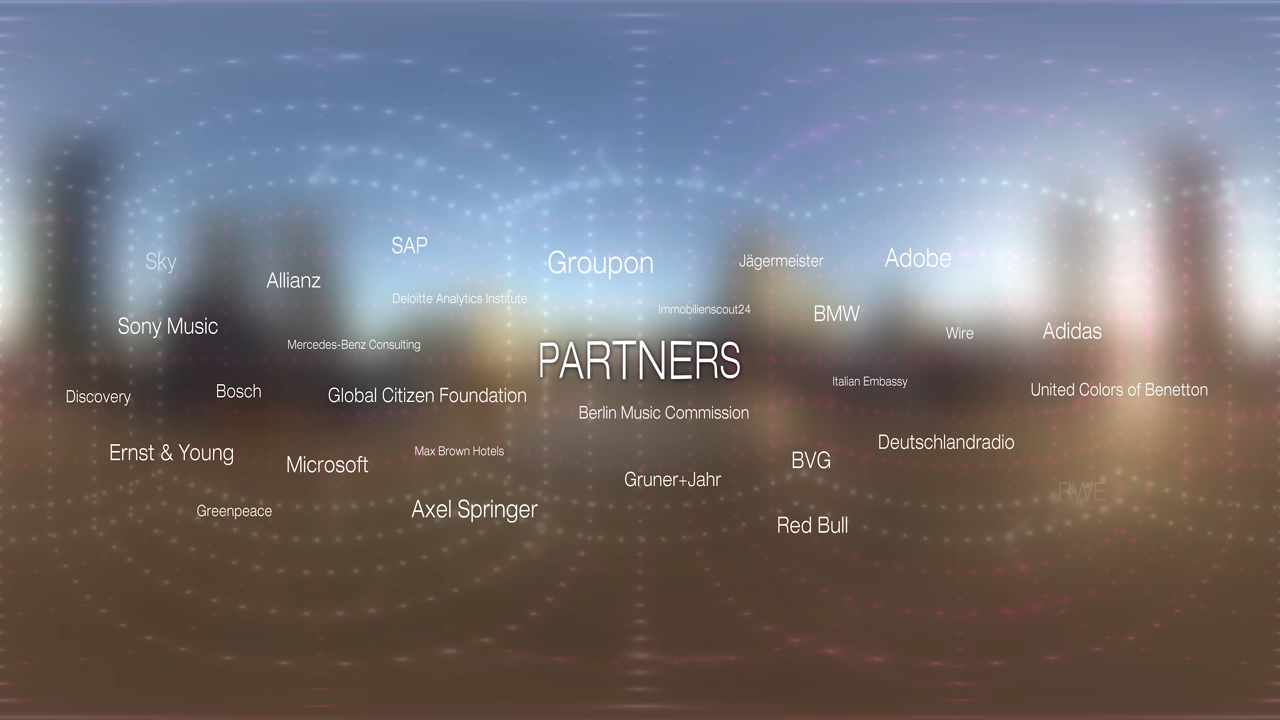 SAP
Sky
Groupon
Jägermeister
Adobe
Allianz
Deloitte Analytics Institute
Immobilienscout24
BMW
Sony Music
Wire
Adidas
Mercedes-Benz Consulting
PARTNERS
Italian Embassy
Discovery
Bosch
Global Citizen Foundation
United Colors of Benetton
Berlin Music Commission
Deutschlandradio
Ernst & Young
Max Brown Hotels
Microsoft
BVG
Gruner+Jahr
RWE
Greenpeace
Axel Springer
Red Bull